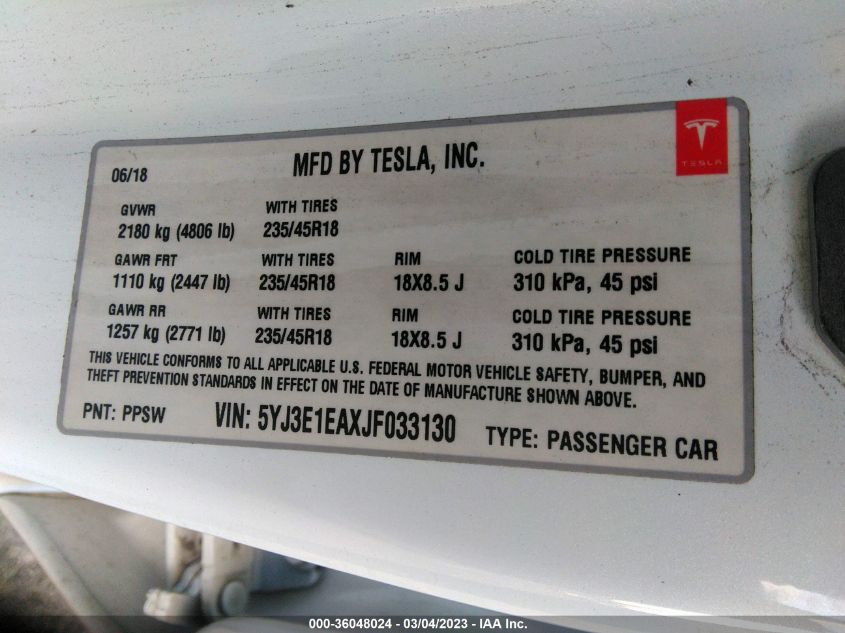 06/18 MFD BY TESLA, INC.
TESLA
GVWR WITH TIRES
2180 kg (4806 lb) 235/45R18
GAWR FRT WITH TIRES RIM COLD TIRE PRESSURE
1110 kg (2447 lb) 235/45R18 18X8.5 J 310 kPa, 45 psi
GAWR RR WITH TIRES RIM COLD TIRE PRESSURE
1257 kg (2771 lb) 235/45R18 18X8.5 J 310 kPa, 45 psi
THIS VEHICLE CONFORMS TO ALL APPLICABLE U.S. FEDERAL MOTOR VEHICLE SAFETY, BUMPER, AND
THEFT PREVENTION STANDARDS IN EFFECT ON THE DATE OF MANUFACTURE SHOWN ABOVE.
PNT: PPSW VIN: 5YJ3E1EAXJF033130 TYPE: PASSENGER CAR
000-36048024 — 03/04/2023 — IAA Inc.